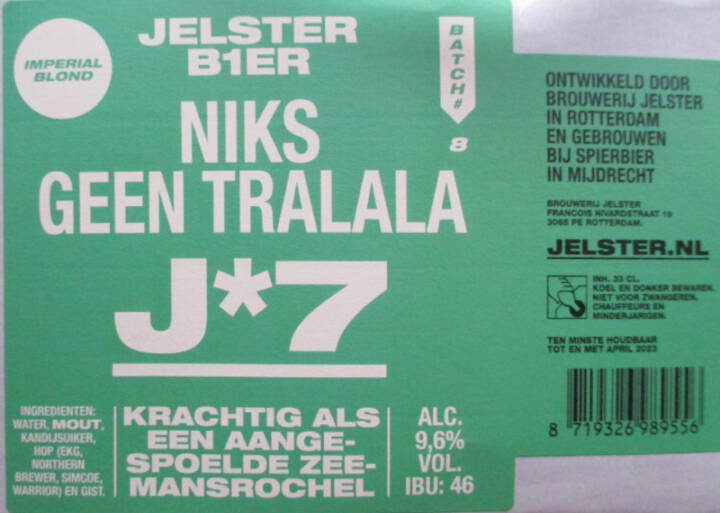 IMPERIAL
BLOND
JELSTER
B1ER
BATCH#
8
NIKS
GEEN TRALALA
J*7
INGREDIENTEN:
WATER, MOUT,
KANDIJSUIKER,
HOP (EKG,
NORTHERN
BREWER, SIMCOE,
WARRIOR) EN GIST.
KRACHTIG ALS
EEN AANGE-
SPOELDE ZEE-
MANSROCHEL
ALC.
9,6%
VOL.
IBU: 46
ONTWIKKELD DOOR
BROUWERIJ JELSTER
IN ROTTERDAM
EN GEBROUWEN
BIJ SPIERBIER
IN MIJDRECHT
BROUWERIJ JELSTER
FRANCOIS NIVARDSTRAAT 19
3065 PE ROTTERDAM.
JELSTER.NL
INH. 33 CL.
KOEL EN DONKER BEWAREN.
NIET VOOR ZWANGEREN,
CHAUFFEURS EN
MINDERJARIGEN.
TEN MINSTE HOUDBAAR
TOT EN MET APRIL 2023
8 719326 989556